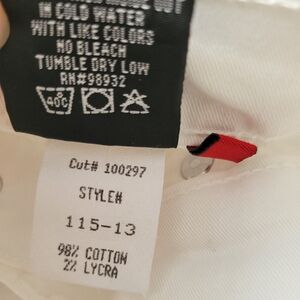 IN COLD WATER
WITH LIKE COLORS
NO BLEACH
TUMBLE DRY LOW
RN#98932
40C
Cut# 100297
STYLE#
115-13
98% COTTON
2% LYCRA